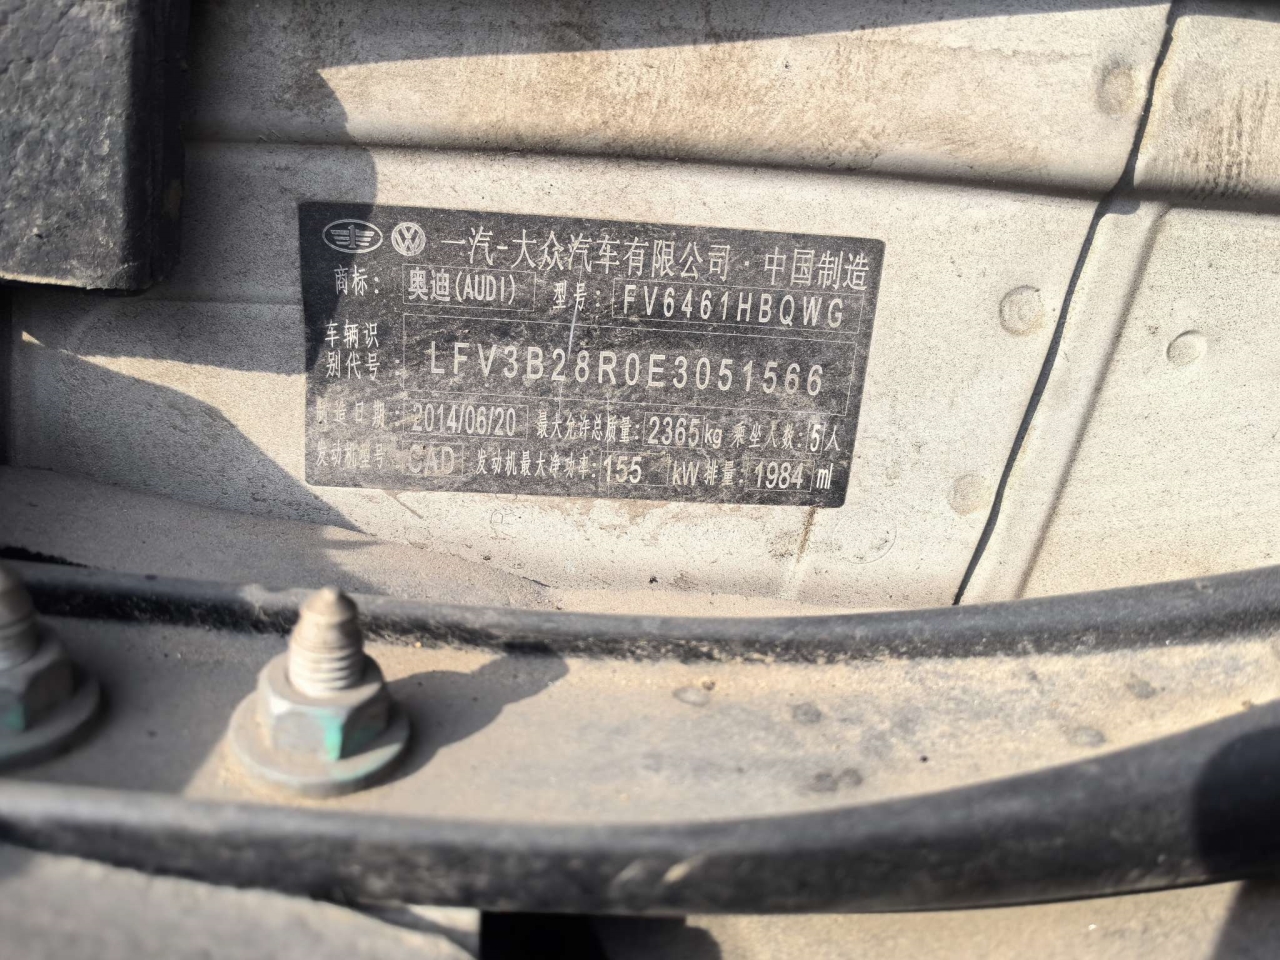 一汽-大众汽车有限公司·中国制造
商标：奥迪(AUDI) 型号：FV6461HBQWG
车辆识
别代号：LFV3B28R0E3051566
制造日期：2014/06/20 最大允许总质量：2365kg 乘坐人数：5人
发动机型号：CAD 发动机最大净功率：155 kW 排量：1984 ml